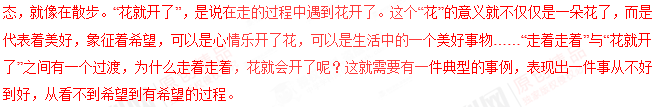 态，就像在散步。“花就开了”，是说在走的过程中遇到花开了。这个“花”的意义就不仅仅是一朵花了，而是
代表着美好，象征着希望，可以是心情乐开了花，可以是生活中的一个美好事物……“走着走着”与“花就开
了”之间有一个过渡，为什么走着走着，花就会开了呢？这就需要有一件典型的事例，表现出一件事从不好
到好，从看不到希望到有希望的过程。